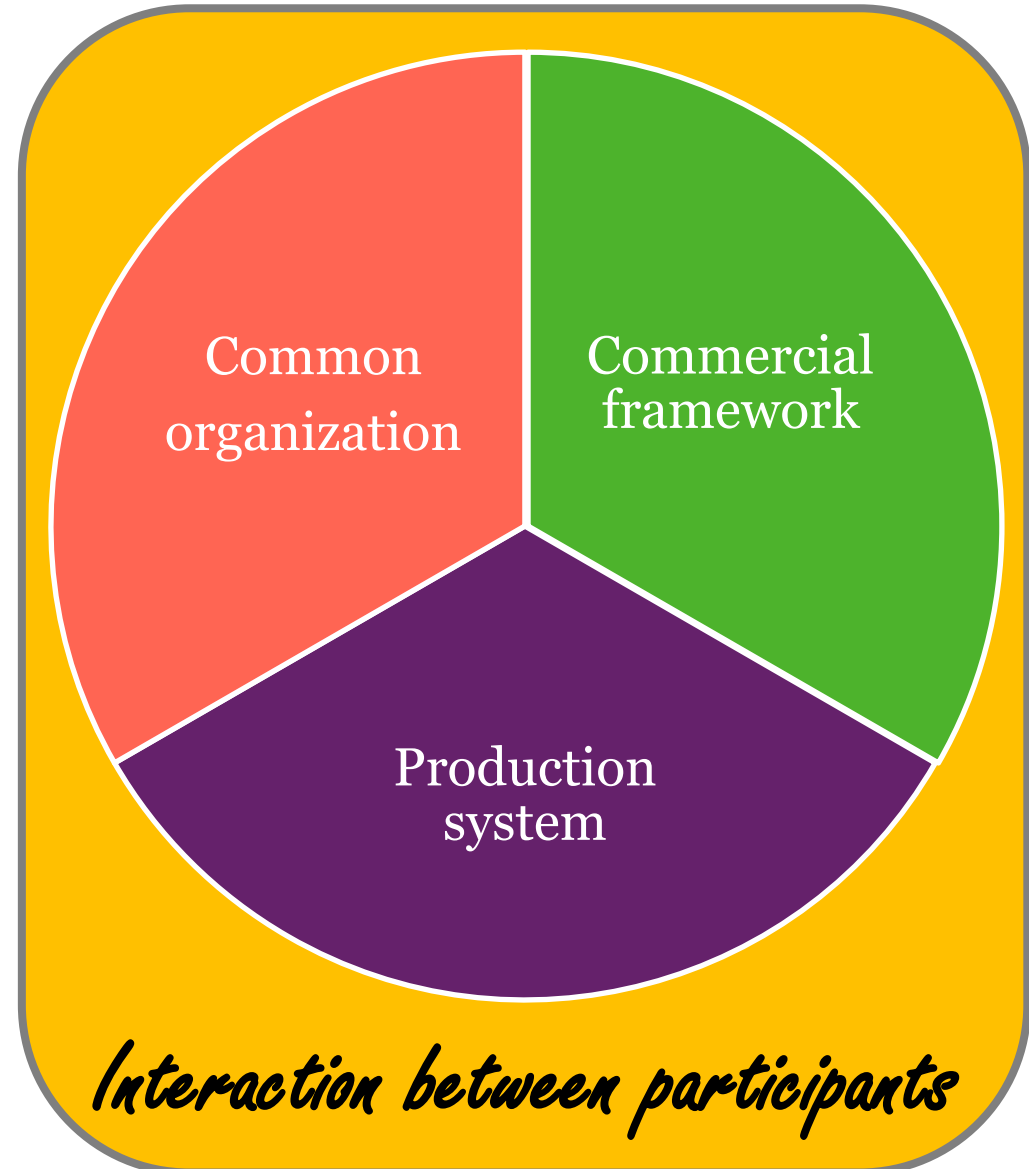 Common
organization
Commercial
framework
Production
system
Interaction between participants